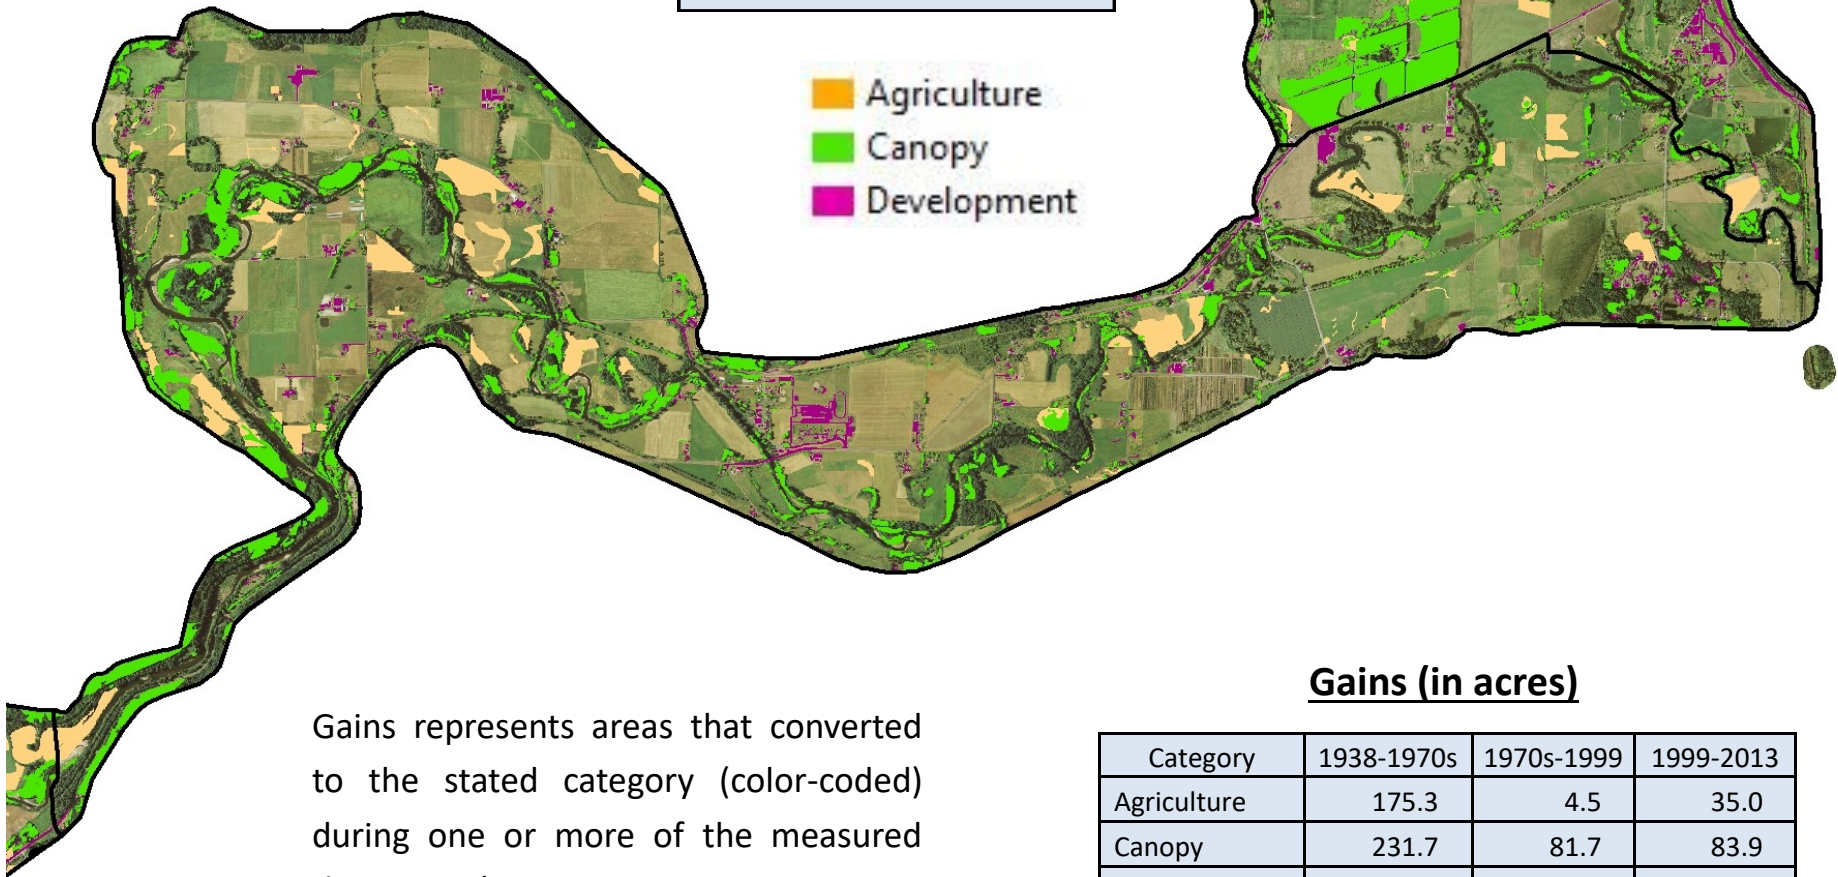 Agriculture
Canopy
Development
Gains (in acres)
Gains represents areas that converted
to the stated category (color-coded)
during one or more of the measured
Category 1938-1970s 1970s-1999 1999-2013
Agriculture 175.3 4.5 35.0
Canopy 231.7 81.7 83.9